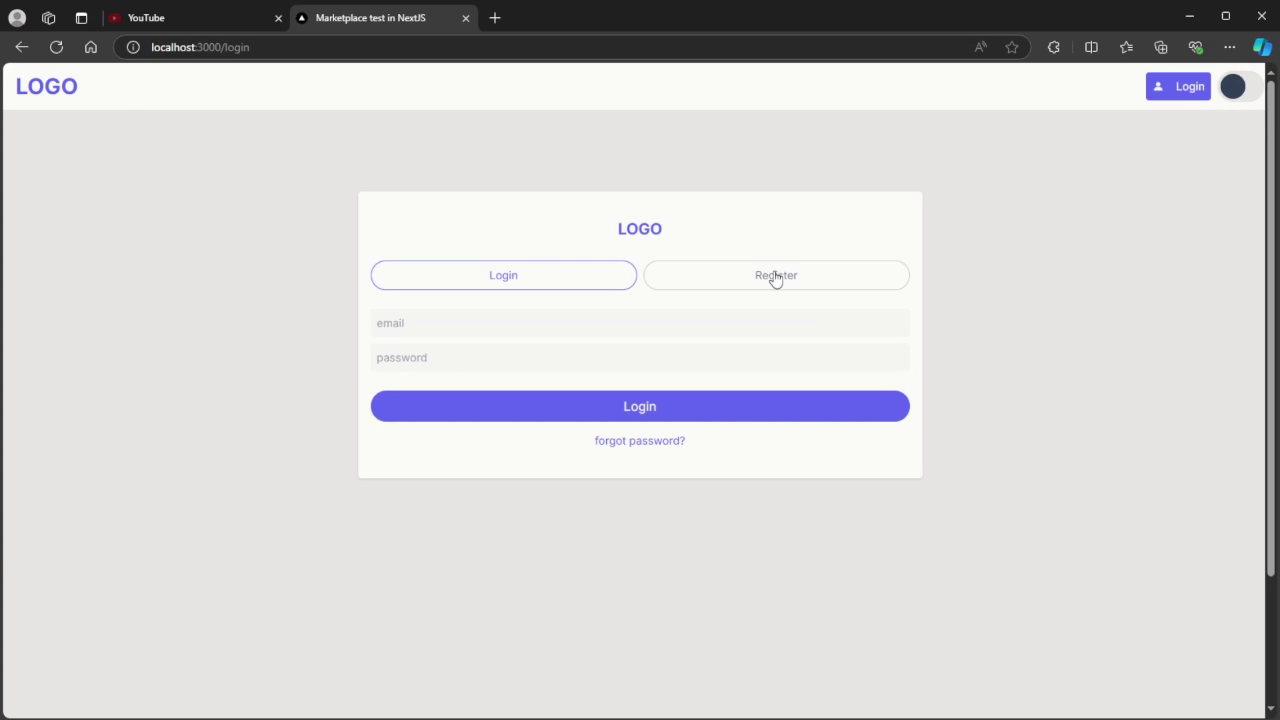 YouTube
Marketplace test in NextJS
localhost:3000/login
LOGO
Login
LOGO
Login
Register
email
password
Login
forgot password?